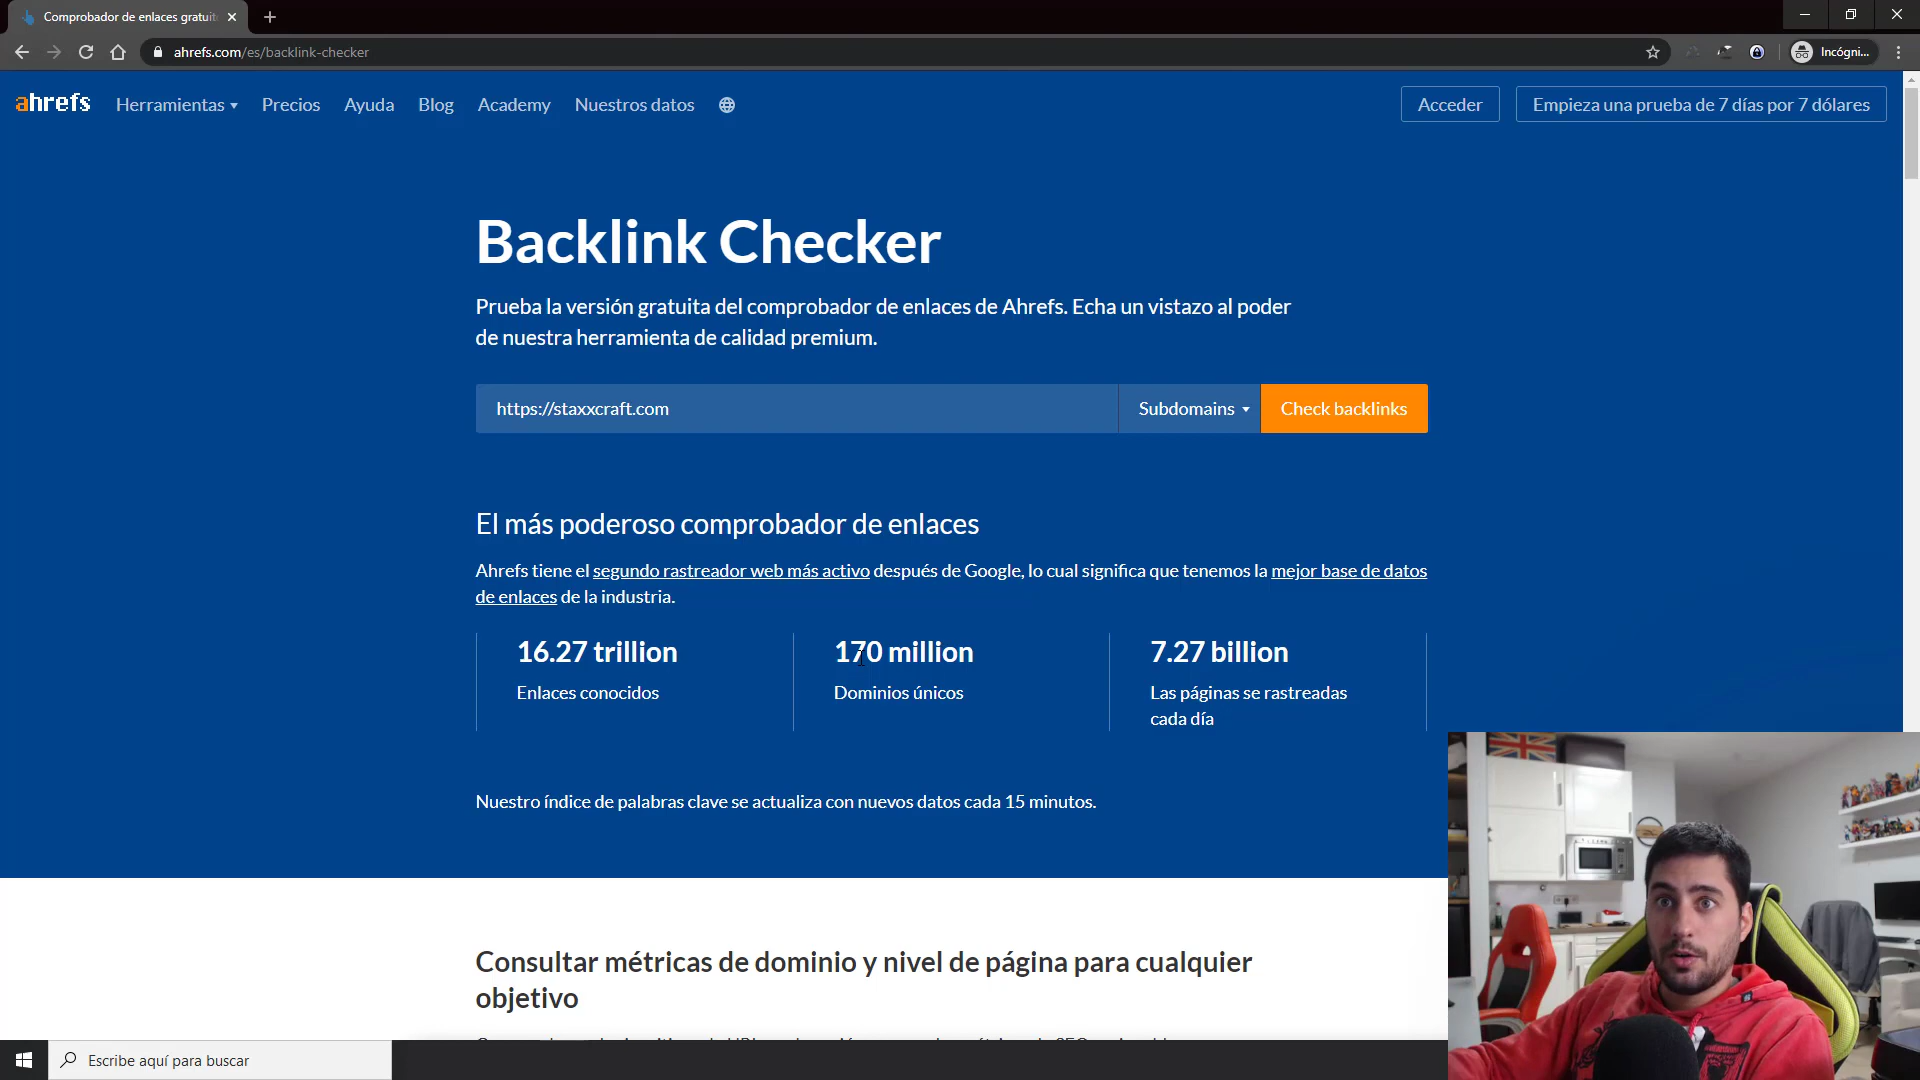 Comprobador de enlaces gratuit
ahrefs.com/es/backlink-checker
Incógni...
ahrefs
Herramientas
Precios
Ayuda
Blog
Academy
Nuestros datos
Acceder
Empieza una prueba de 7 días por 7 dólares
Backlink Checker
Prueba la versión gratuita del comprobador de enlaces de Ahrefs. Echa un vistazo al poder
de nuestra herramienta de calidad premium.
https://staxxcraft.com
Subdomains
Check backlinks
El más poderoso comprobador de enlaces
Ahrefs tiene el segundo rastreador web más activo después de Google, lo cual significa que tenemos la mejor base de datos
de enlaces de la industria.
16.27 trillion
Enlaces conocidos
170 million
Dominios únicos
7.27 billion
Las páginas se rastreadas
cada día
Nuestro índice de palabras clave se actualiza con nuevos datos cada 15 minutos.
Consultar métricas de dominio y nivel de página para cualquier
objetivo
Escribe aquí para buscar